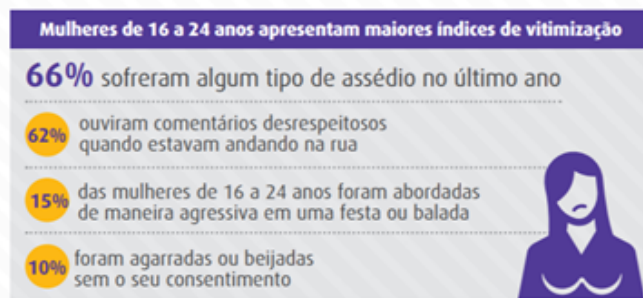 Mulheres de 16 a 24 anos apresentam maiores índices de vitimização
66% sofreram algum tipo de assédio no último ano
62% ouviram comentários desrespeitosos
quando estavam andando na rua
15% das mulheres de 16 a 24 anos foram abordadas
de maneira agressiva em uma festa ou balada
10% foram agarradas ou beijadas
sem o seu consentimento